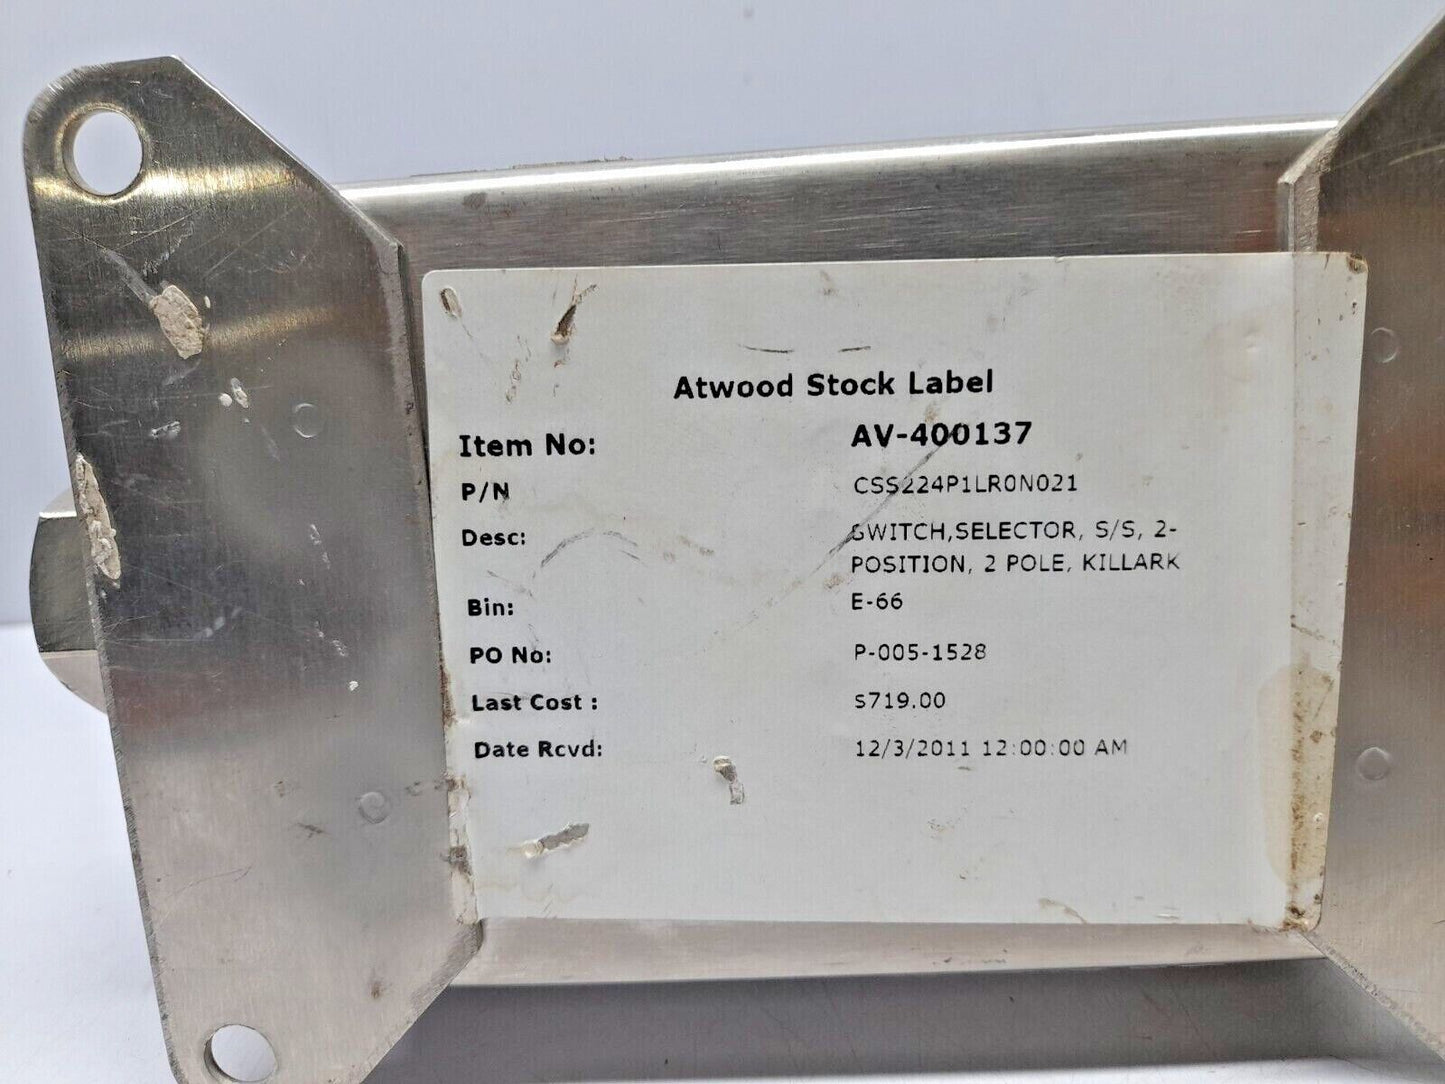 Atwood Stock Label
Item No: AV-400137
P/N CSS224P1LR0N021
Desc: SWITCH,SELECTOR, S/S, 2-
POSITION, 2 POLE, KILLARK
Bin: E-66
PO No: P-005-1528
Last Cost : $719.00
Date Rcvd: 12/3/2011 12:00:00 AM